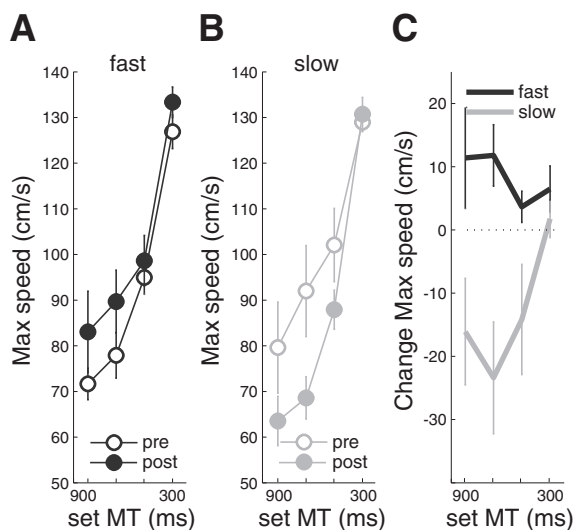 A
fast
Max speed (cm/s)
140
130
120
110
100
90
80
70
60
50
pre
post
900
300
set MT (ms)
B
slow
Max speed (cm/s)
140
130
120
110
100
90
80
70
60
50
pre
post
900
300
set MT (ms)
C
fast
slow
Change Max speed (cm/s)
20
10
0
-10
-20
-30
900
300
set MT (ms)